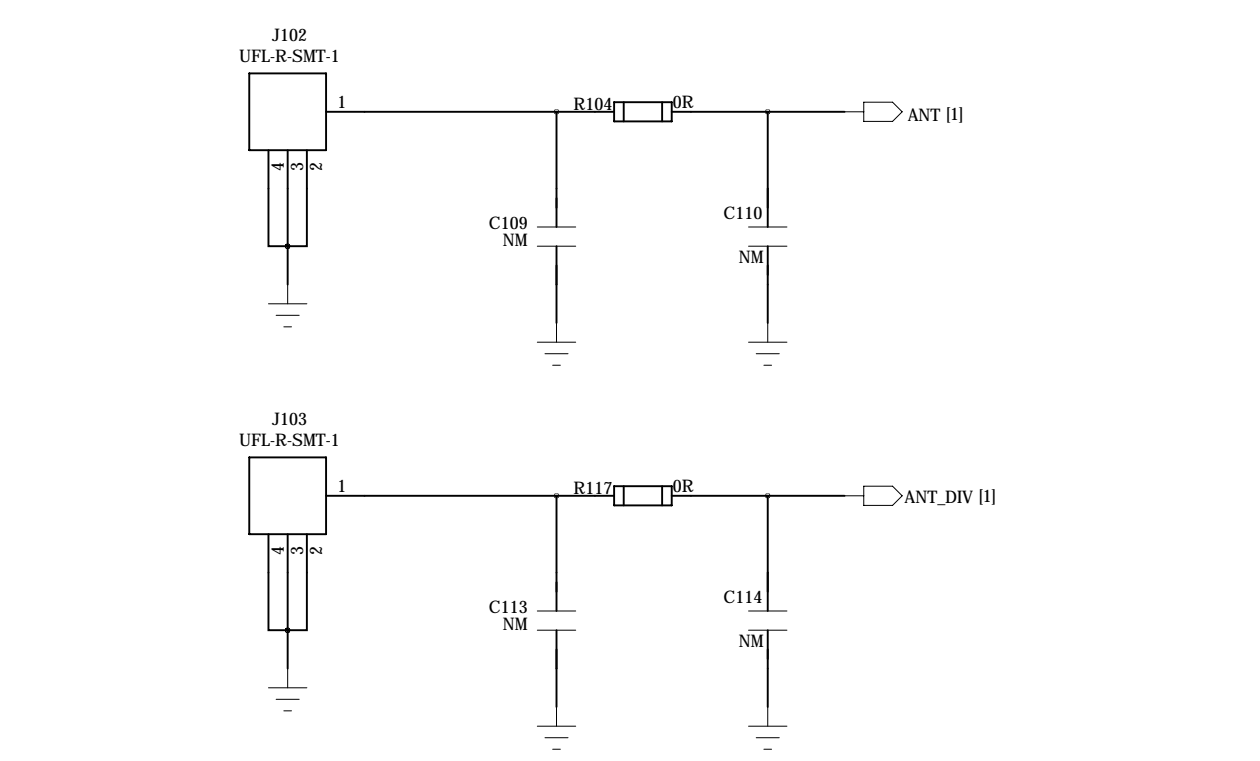 J102
UFL-R-SMT-1
1
R104
0R
ANT [1]
4
3
2
C109
NM
C110
NM
J103
UFL-R-SMT-1
1
R117
0R
ANT_DIV [1]
4
3
2
C113
NM
C114
NM